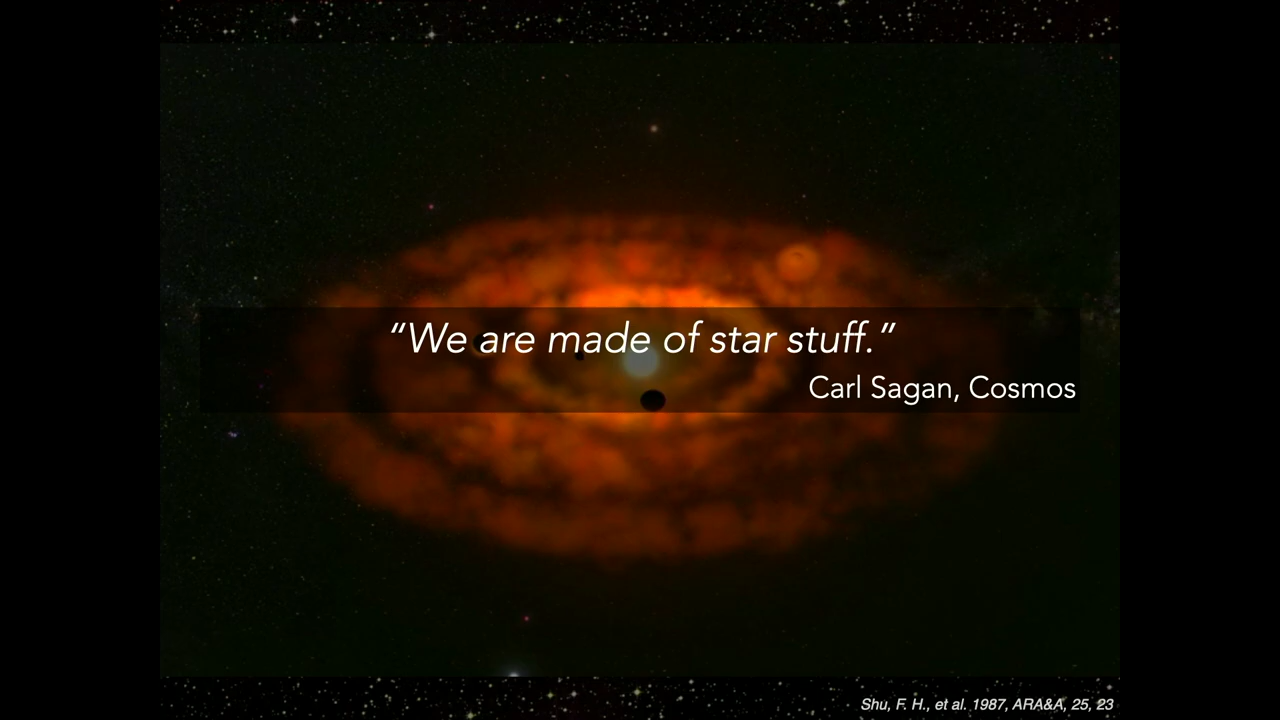 “We are made of star stuff.”
Carl Sagan, Cosmos
Shu, F. H., et al. 1987, ARA&A, 25, 23